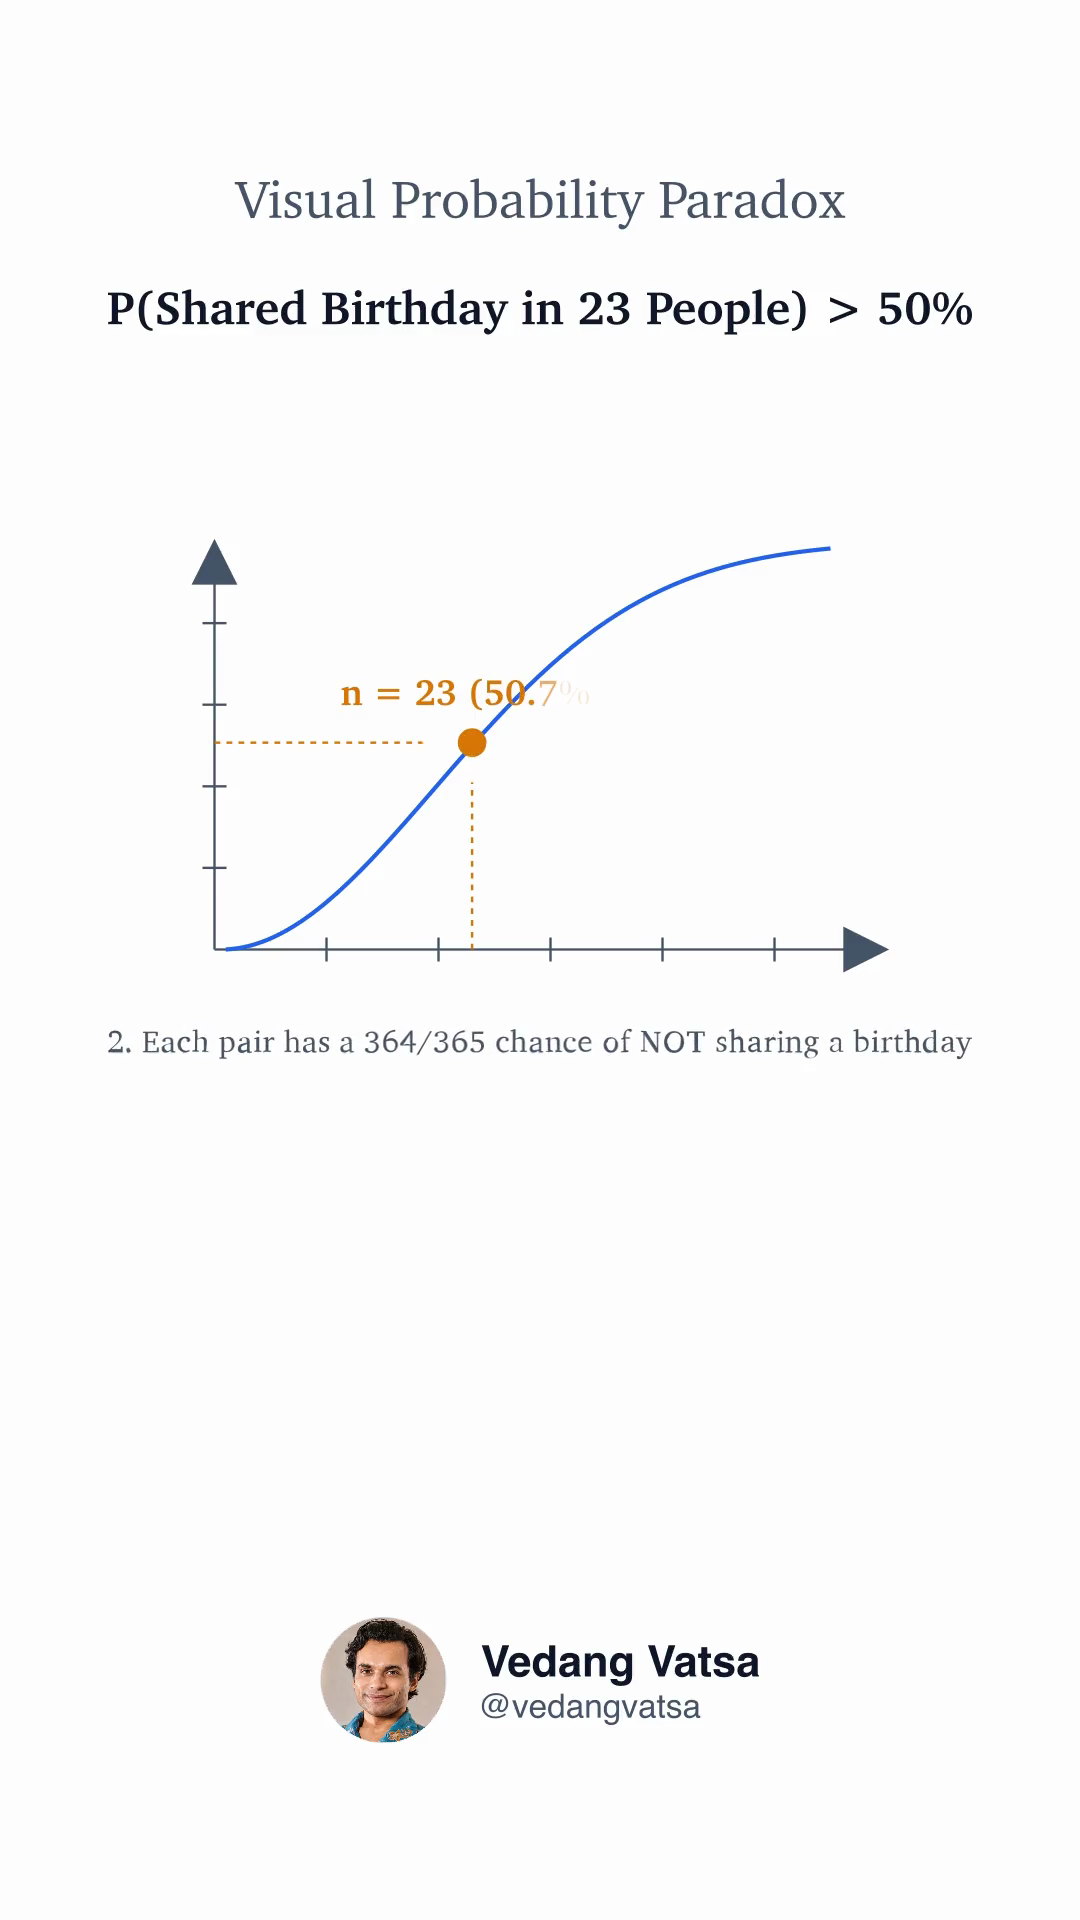 Visual Probability Paradox
P(Shared Birthday in 23 People) > 50%
n = 23 (50.7%
2. Each pair has a 364/365 chance of NOT sharing a birthday
Vedang Vatsa
@vedangvatsa